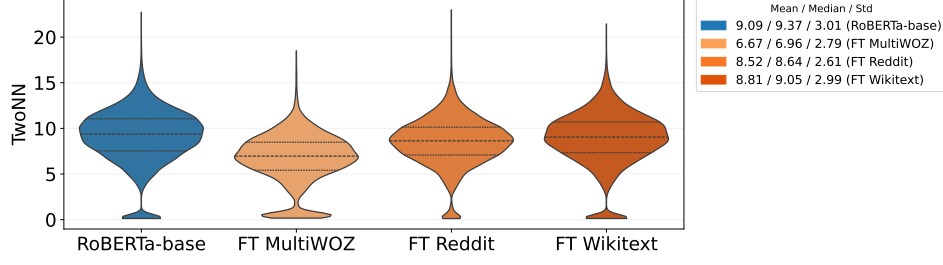 Mean / Median / Std
9.09 / 9.37 / 3.01 (RoBERTa-base)
6.67 / 6.96 / 2.79 (FT MultiWOZ)
8.52 / 8.64 / 2.61 (FT Reddit)
8.81 / 9.05 / 2.99 (FT Wikitext)
TwoNN
20
15
10
5
0
RoBERTa-base
FT MultiWOZ
FT Reddit
FT Wikitext